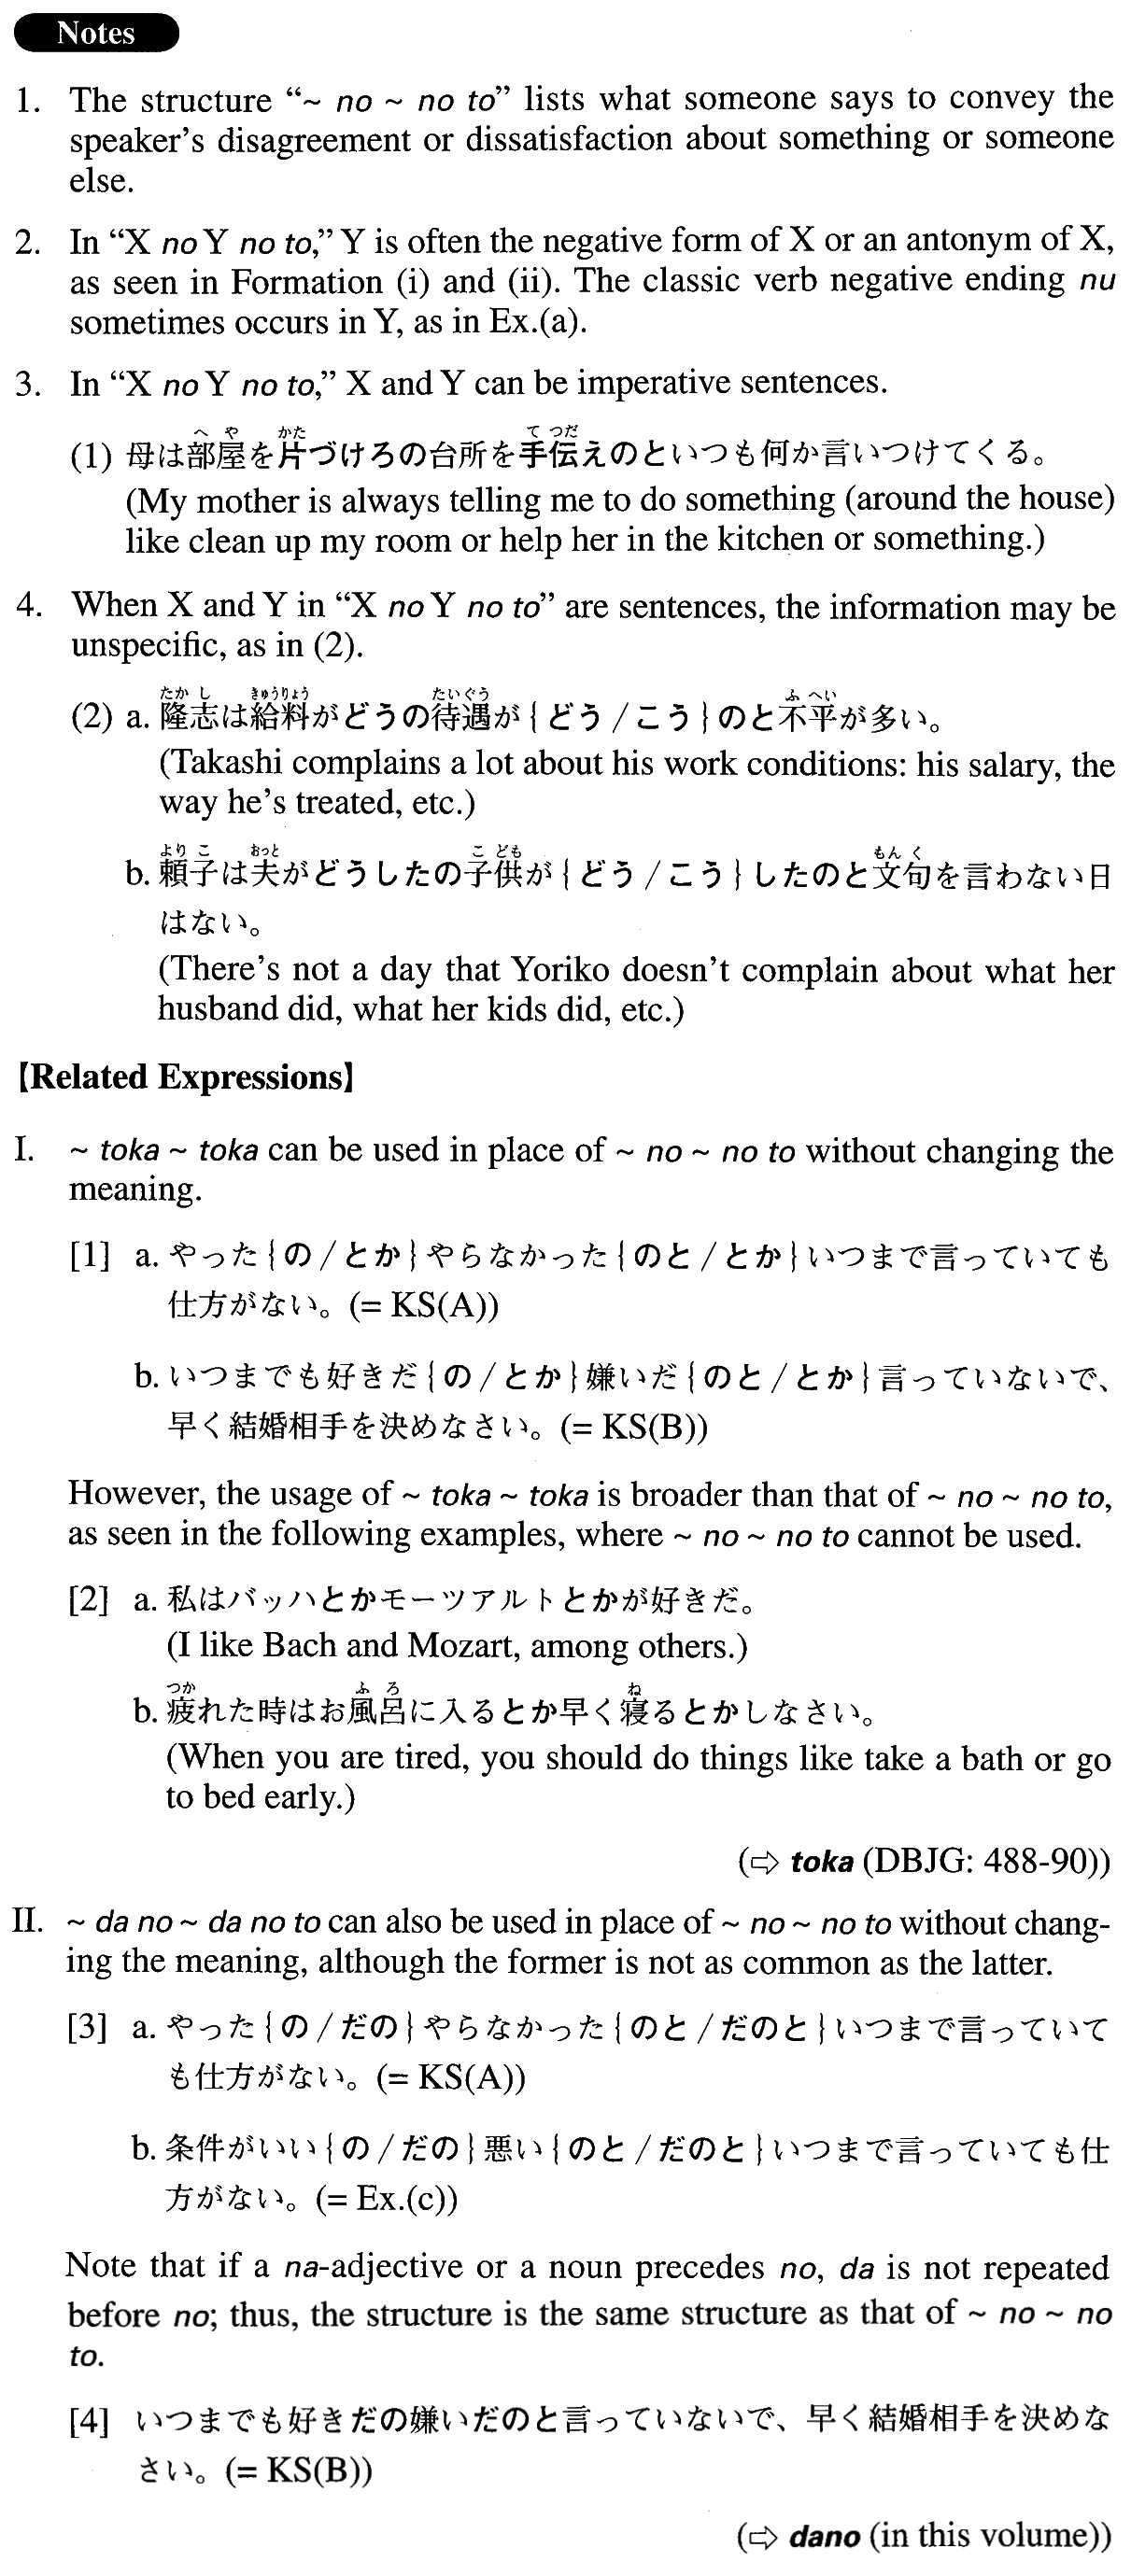 Notes
1. The structure “~ no ~ no to” lists what someone says to convey the
speaker’s disagreement or dissatisfaction about something or someone
else.
2. In “X no Y no to,” Y is often the negative form of X or an antonym of X,
as seen in Formation (i) and (ii). The classic verb negative ending nu
sometimes occurs in Y, as in Ex.(a).
3. In “X no Y no to,” X and Y can be imperative sentences.
へ や かた て つだ
(1) 母は部屋を片づけろの台所を手伝えのといつも何か言いつけてくる。
(My mother is always telling me to do something (around the house)
like clean up my room or help her in the kitchen or something.)
4. When X and Y in “X no Y no to” are sentences, the information may be
unspecific, as in (2).
たか し きゅうりょう たいぐう ふ へい
(2) a. 隆志は給料がどうの待遇が{どう/こう}のと不平が多い。
(Takashi complains a lot about his work conditions: his salary, the
way he’s treated, etc.)
より こ おっと こ ども もん く
b. 頼子は夫がどうしたの子供が{どう/こう}したのと文句を言わない日
はない。
(There’s not a day that Yoriko doesn’t complain about what her
husband did, what her kids did, etc.)
【Related Expressions】
I. ~ toka ~ toka can be used in place of ~ no ~ no to without changing the
meaning.
[1] a. やった{の/とか}やらなかった{のと/とか}いつまで言っていても
仕方がない。(= KS(A))
b. いつまでも好きだ{の/とか}嫌いだ{のと/とか}言っていないで、
早く結婚相手を決めなさい。(= KS(B))
However, the usage of ~ toka ~ toka is broader than that of ~ no ~ no to,
as seen in the following examples, where ~ no ~ no to cannot be used.
[2] a. 私はバッハとかモーツアルトとかが好きだ。
(I like Bach and Mozart, among others.)
つか ふ ろ ね
b. 疲れた時はお風呂に入るとか早く寝るとかしなさい。
(When you are tired, you should do things like take a bath or go
to bed early.)
(⇨ toka (DBJG: 488-90))
II. ~ da no ~ da no to can also be used in place of ~ no ~ no to without chang-
ing the meaning, although the former is not as common as the latter.
[3] a. やった{の/だの}やらなかった{のと/だのと}いつまで言っていて
も仕方がない。(= KS(A))
b. 条件がいい{の/だの}悪い{のと/だのと}いつまで言っていても仕
方がない。(= Ex.(c))
Note that if a na-adjective or a noun precedes no, da is not repeated
before no; thus, the structure is the same structure as that of ~ no ~ no
to.
[4] いつまでも好きだの嫌いだのと言っていないで、早く結婚相手を決めな
さい。(= KS(B))
(⇨ dano (in this volume))